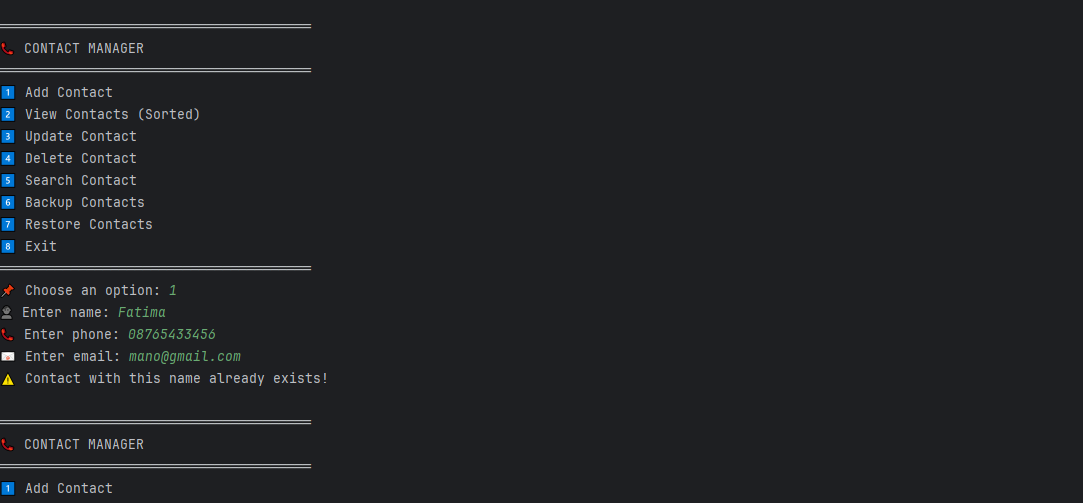 ═══════════════════════════════════════
📞 CONTACT MANAGER
═══════════════════════════════════════
1️⃣ Add Contact
2️⃣ View Contacts (Sorted)
3️⃣ Update Contact
4️⃣ Delete Contact
5️⃣ Search Contact
6️⃣ Backup Contacts
7️⃣ Restore Contacts
8️⃣ Exit
═══════════════════════════════════════
📌 Choose an option: 1
👤 Enter name: Fatima
📞 Enter phone: 08765433456
📧 Enter email: mano@gmail.com
⚠️ Contact with this name already exists!
═══════════════════════════════════════
📞 CONTACT MANAGER
═══════════════════════════════════════
1️⃣ Add Contact